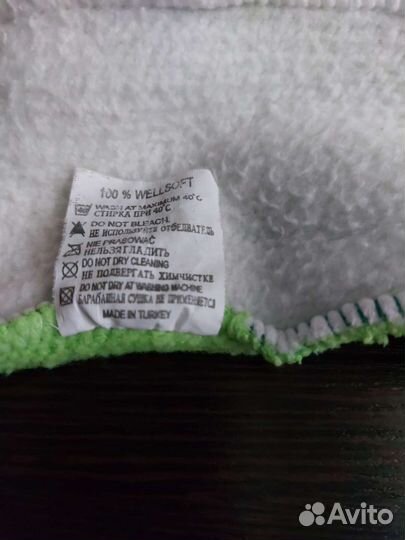 100 % WELLSOFT
WASH AT MAXIMUM 40°C
СТИРКА ПРИ 40°C
DO NOT BLEACH
НЕ ИСПОЛЬЗУЙТЕ ОТБЕЛИВАТЕЛЬ
NIE PRASOWAĆ
НЕЛЬЗЯ ГЛАДИТЬ
DO NOT DRY CLEANING
НЕ ПОДВЕРГАТЬ ХИМЧИСТКЕ
DO NOT DRY AT WASHING MACHINE
БАРАБАННАЯ СУШКА НЕ ПРИМЕНЯЕТСЯ
MADE IN TURKEY
Avito